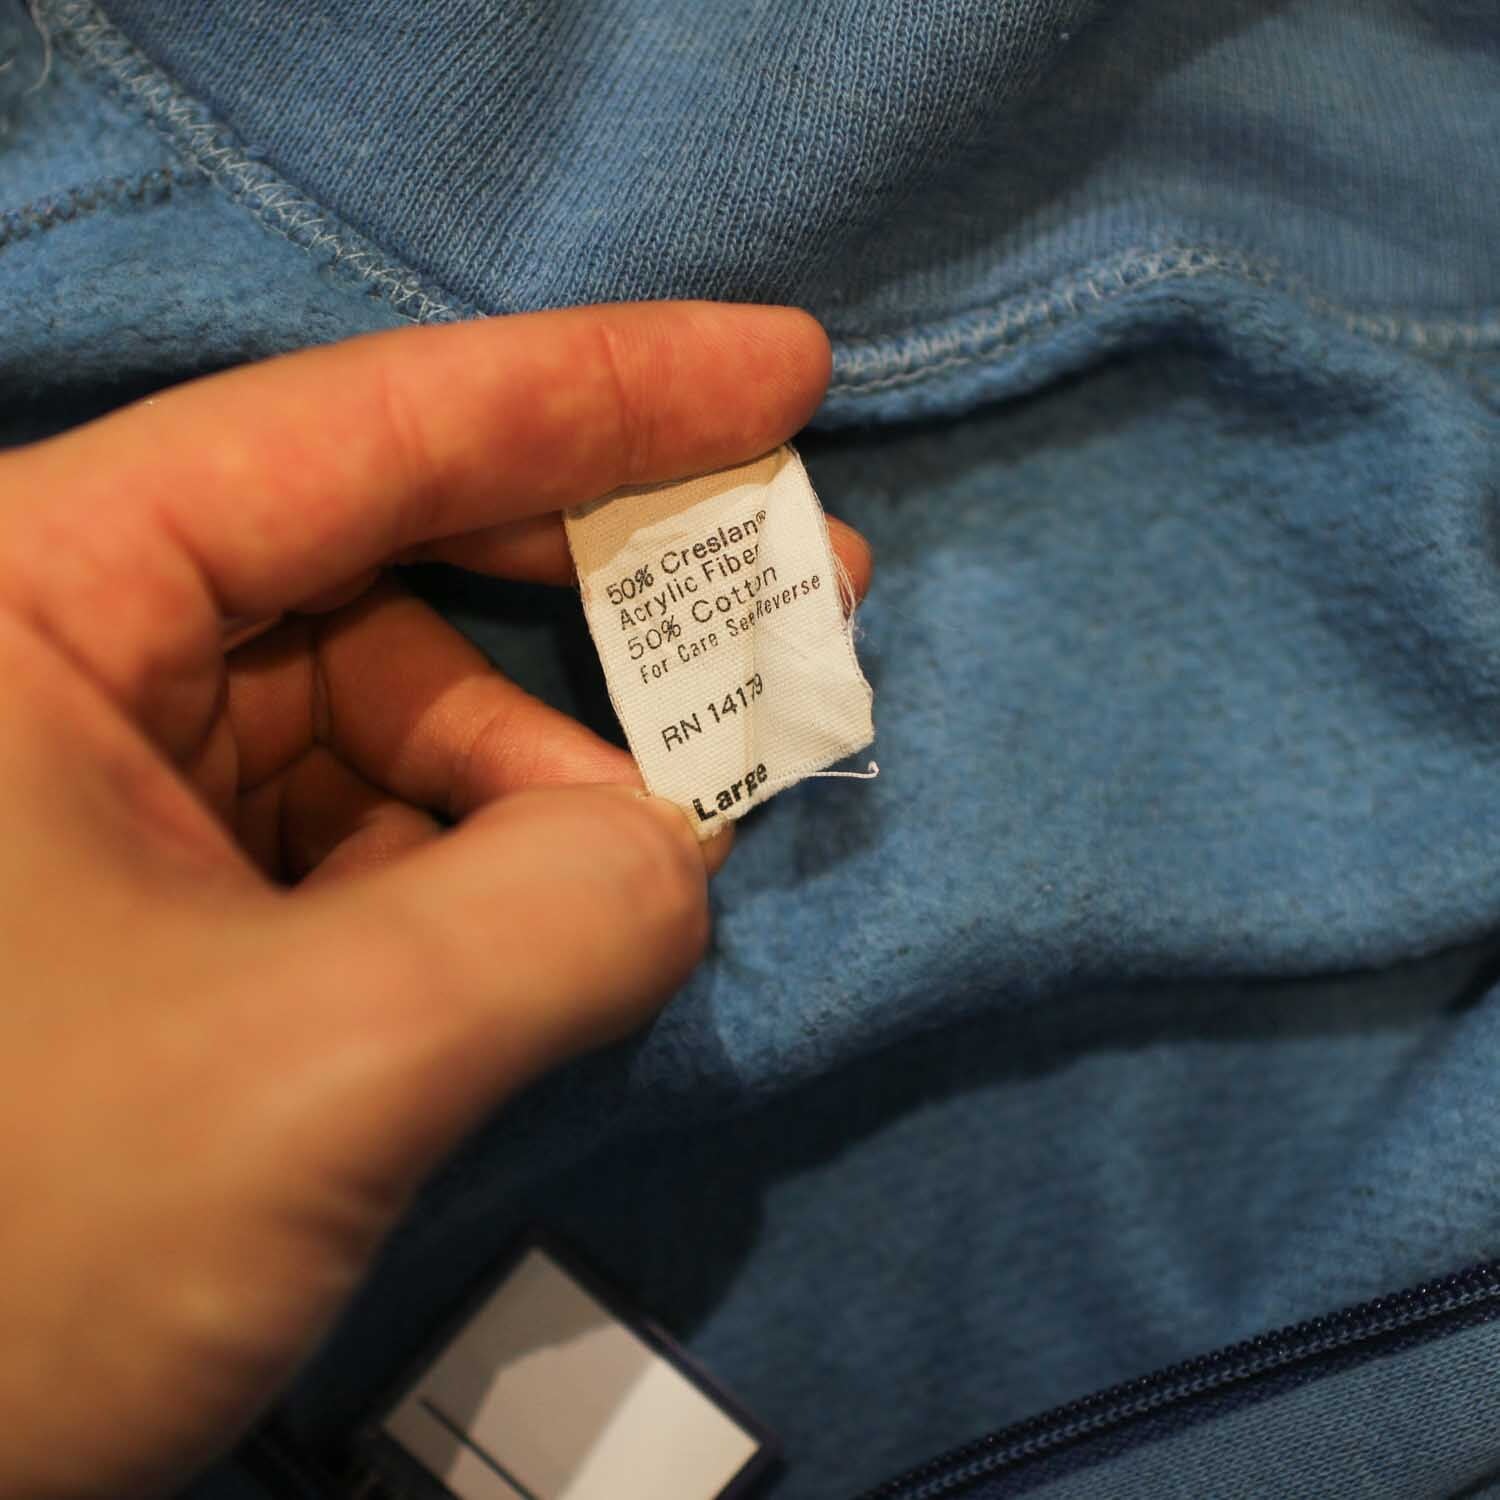 50% Creslan®
Acrylic Fiber
50% Cotton
For Care See Reverse
RN 14179
Large